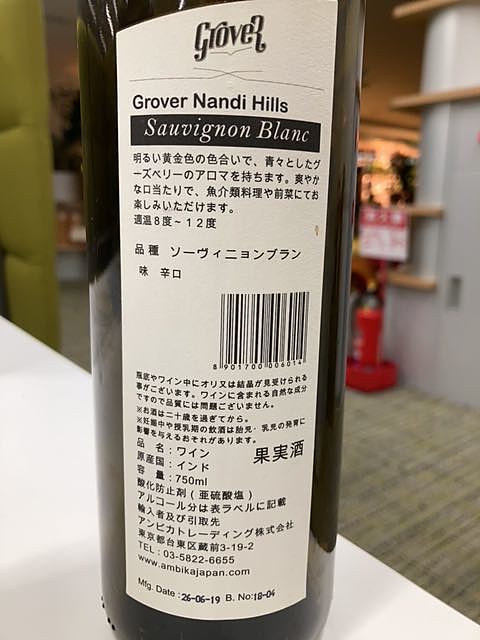 Grover
Grover Nandi Hills
Sauvignon Blanc
明るい黄金色の色合いで、青々としたグ
ーズベリーのアロマを持ちます。爽やか
な口当たりで、魚介類料理や前菜にてお
楽しみいただけます。
適温8度～12度
品種 ソーヴィニョンブラン
味 辛口
8901700006014
瓶底やワイン中にオリ又は結晶が見受けられる
事がございます。ワインに含まれる自然な成分
ですので品質には問題ございません。
※お酒は二十歳を過ぎてから。
※妊娠中や授乳期の飲酒は胎児・乳児の発育に
影響を与えるおそれがあります。
品 名：ワイン
果実酒
原産国：インド
容 量：750ml
酸化防止剤(亜硫酸塩)
アルコール分は表ラベルに記載
輸入者及び引取先
アンビカトレーディング株式会社
東京都台東区蔵前3-19-2
TEL：03-5822-6655
www.ambikajapan.com
Mfg. Date : 26-06-19 B. No: 18-04